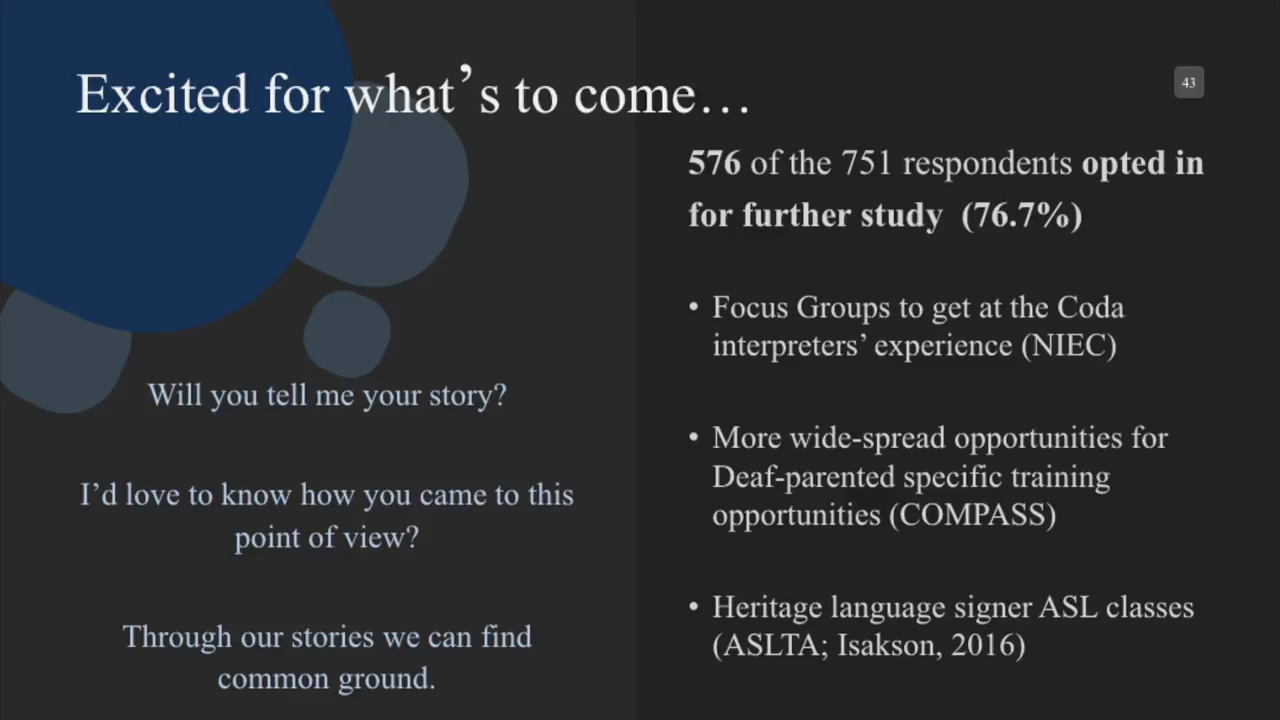 Excited for what’s to come…
43
Will you tell me your story?
I’d love to know how you came to this
point of view?
Through our stories we can find
common ground.
576 of the 751 respondents opted in
for further study (76.7%)
• Focus Groups to get at the Coda
interpreters’ experience (NIEC)
• More wide-spread opportunities for
Deaf-parented specific training
opportunities (COMPASS)
• Heritage language signer ASL classes
(ASLTA; Isakson, 2016)